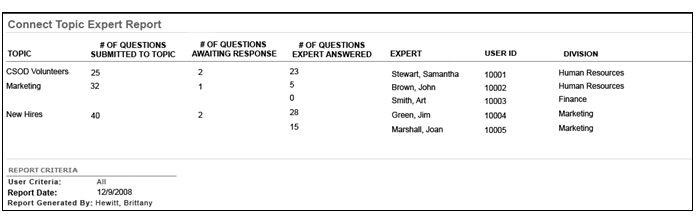 Connect Topic Expert Report
TOPIC # OF QUESTIONS SUBMITTED TO TOPIC # OF QUESTIONS AWAITING RESPONSE # OF QUESTIONS EXPERT ANSWERED EXPERT USER ID DIVISION
CSOD Volunteers 25 2 23 Stewart, Samantha 10001 Human Resources
Marketing 32 1 5 Brown, John 10002 Human Resources
0 Smith, Art 10003 Finance
New Hires 40 2 28 Green, Jim 10004 Marketing
15 Marshall, Joan 10005 Marketing
REPORT CRITERIA
User Criteria: All
Report Date: 12/9/2008
Report Generated By: Hewitt, Brittany